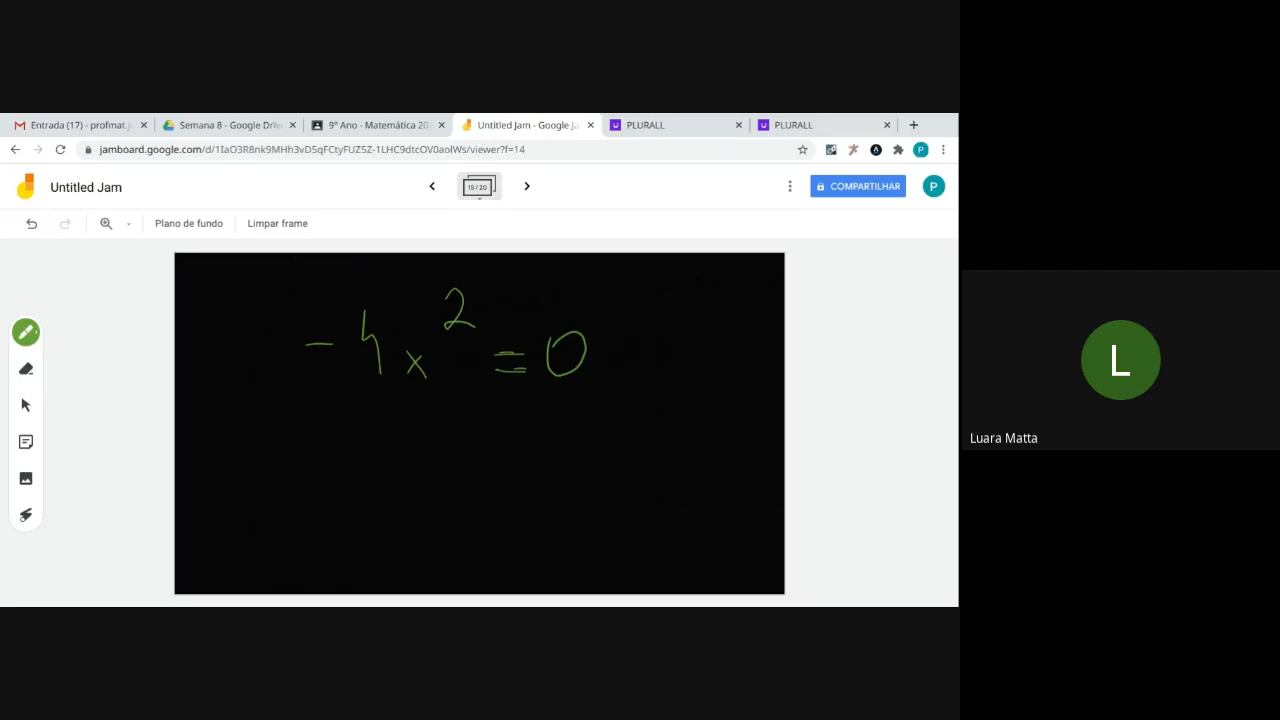 Entrada (17) - profmat.j
Semana 8 - Google Driv
9º Ano - Matemática 20
Untitled Jam - Google Ja
PLURALL
PLURALL
jamboard.google.com/d/1IaO3R8nk9MHh3vD5qFCtyFUZ5Z-1LHC9dtcOV0aolWs/viewer?f=14
P
Untitled Jam
15 / 20
COMPARTILHAR
P
Plano de fundo
Limpar frame
- 4x² = 0
L
Luara Matta